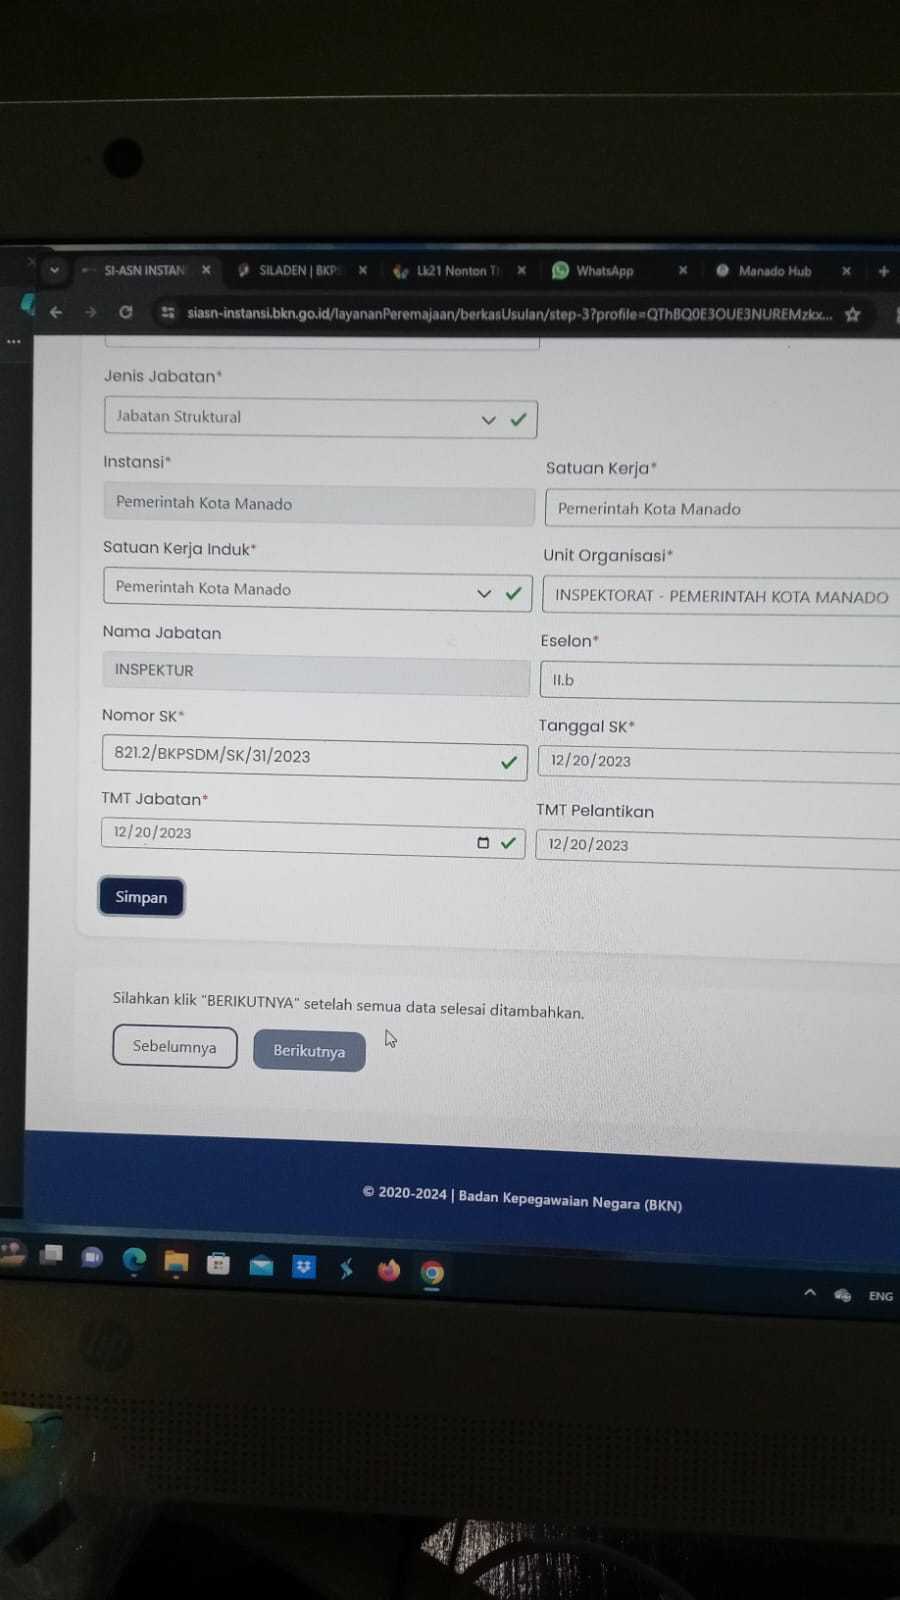 SI-ASN INSTAN
SILADEN | BKPS
Lk21 Nonton T
WhatsApp
Manado Hub
siasn-instansi.bkn.go.id/layananPeremajaan/berkasUsulan/step-3?profile=QThBQ0E3OUE3NUREMzkx...
Jenis Jabatan*
Jabatan Struktural
Instansi*
Satuan Kerja*
Pemerintah Kota Manado
Pemerintah Kota Manado
Satuan Kerja Induk*
Unit Organisasi*
Pemerintah Kota Manado
INSPEKTORAT - PEMERINTAH KOTA MANADO
Nama Jabatan
Eselon*
INSPEKTUR
II.b
Nomor SK*
Tanggal SK*
821.2/BKPSDM/SK/31/2023
12/20/2023
TMT Jabatan*
TMT Pelantikan
12/20/2023
12/20/2023
Simpan
Silahkan klik "BERIKUTNYA" setelah semua data selesai ditambahkan.
Sebelumnya
Berikutnya
© 2020-2024 | Badan Kepegawaian Negara (BKN)
ENG
hp